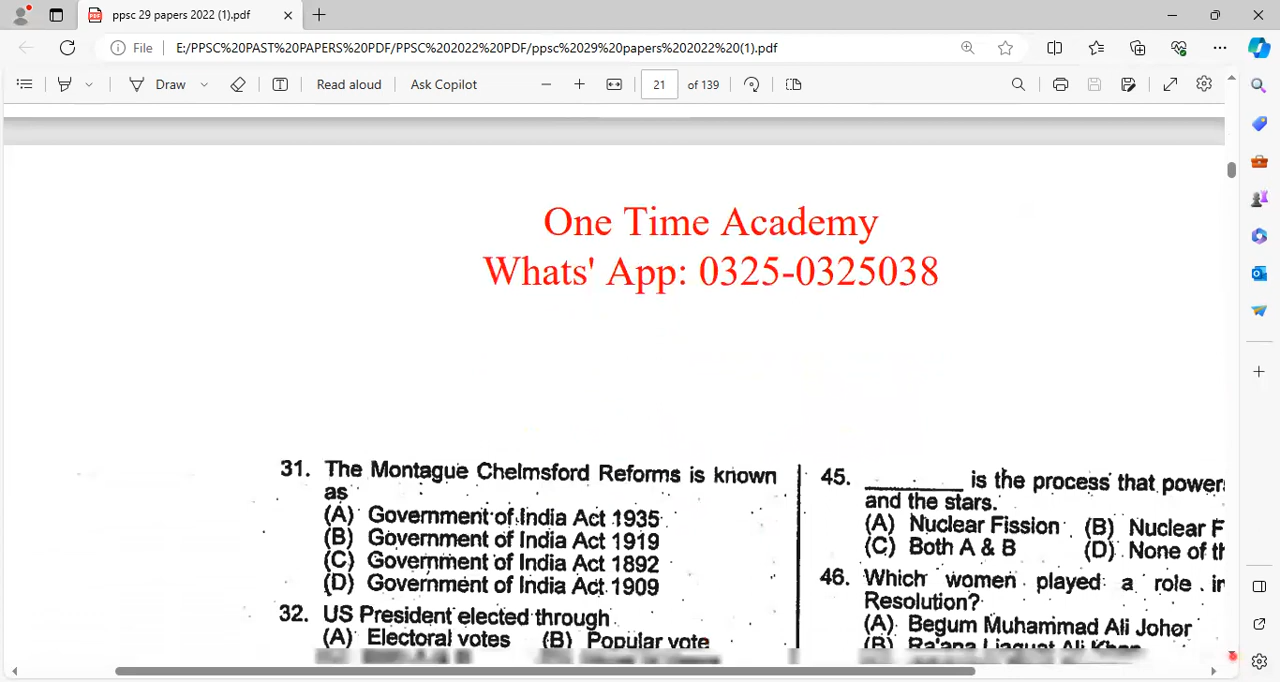 ppsc 29 papers 2022 (1).pdf
File
E:/PPSC%20PAST%20PAPERS%20PDF/PPSC%202022%20PDF/ppsc%2029%20papers%202022%20(1).pdf
Draw
Read aloud
Ask Copilot
21 of 139
One Time Academy
Whats' App: 0325-0325038
31. The Montague Chelmsford Reforms is known
as
(A) Government of India Act 1935
(B) Government of India Act 1919
(C) Government of India Act 1892
(D) Government of India Act 1909
32. US President elected through
(A) Electoral votes (B) Popular vote
45. ________ is the process that power
and the stars.
(A) Nuclear Fission (B) Nuclear F
(C) Both A & B (D) None of th
46. Which women played a role in
Resolution?
(A) Begum Muhammad Ali Johor
(B) Ra'ana Liaquat Ali Khan